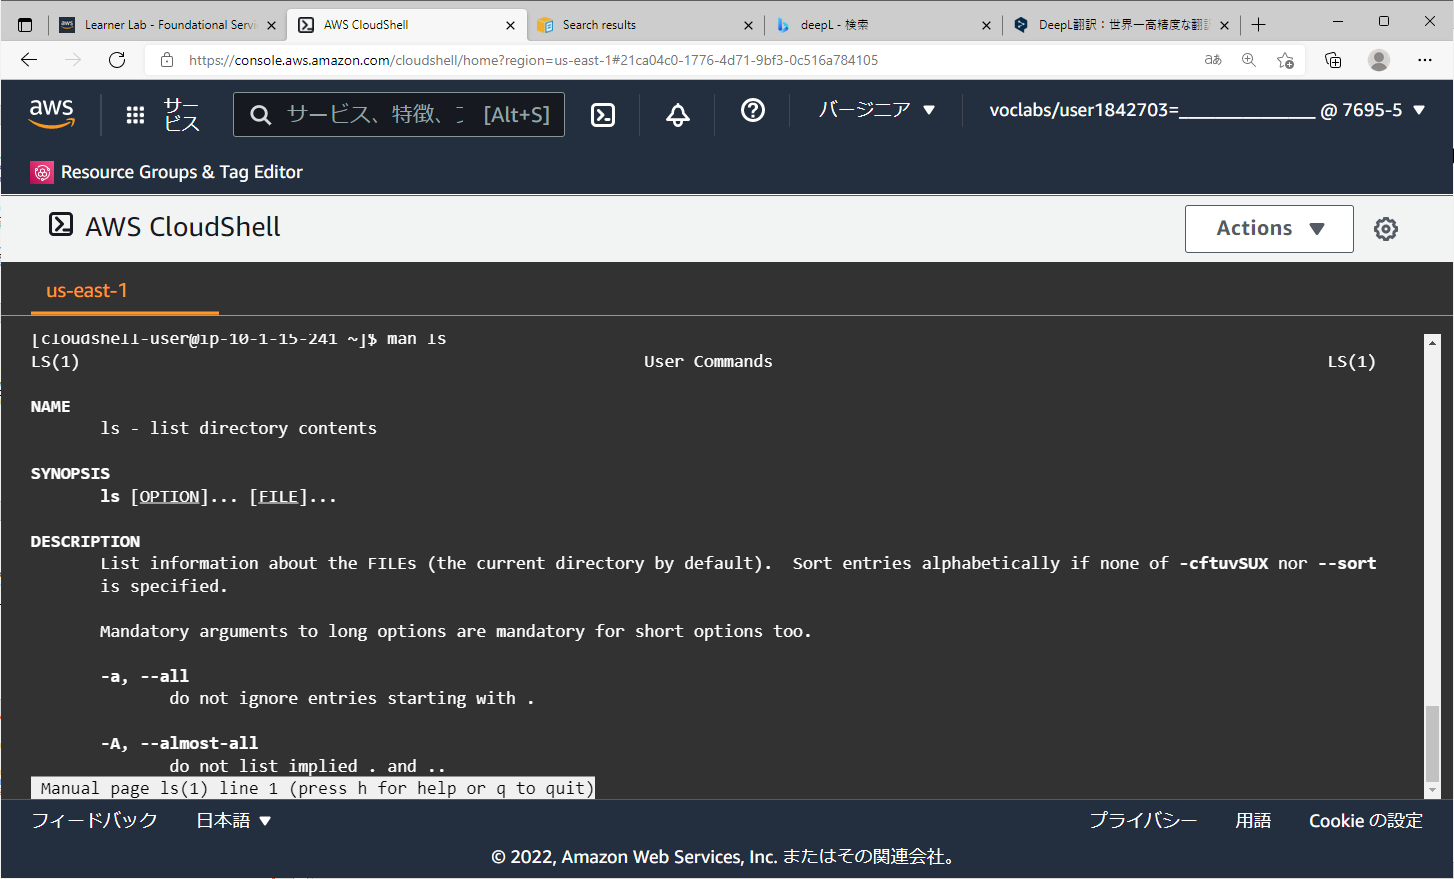 Learner Lab - Foundational Servi
AWS CloudShell
Search results
deepL - 検索
DeepL翻訳：世界一高精度な翻訳
https://console.aws.amazon.com/cloudshell/home?region=us-east-1#21ca04c0-1776-4d71-9bf3-0c516a784105
aあ
aws
サービス
サービス、特徴、 [Alt+S]
バージニア ▼
voclabs/user1842703=_______________ @ 7695-5 ▼
Resource Groups & Tag Editor
AWS CloudShell
Actions ▼
us-east-1
[cloudshell-user@ip-10-1-15-241 ~]$ man ls
LS(1) User Commands LS(1)
NAME
ls - list directory contents
SYNOPSIS
ls [OPTION]... [FILE]...
DESCRIPTION
List information about the FILEs (the current directory by default). Sort entries alphabetically if none of -cftuvSUX nor --sort
is specified.
Mandatory arguments to long options are mandatory for short options too.
-a, --all
do not ignore entries starting with .
-A, --almost-all
do not list implied . and ..
Manual page ls(1) line 1 (press h for help or q to quit)
フィードバック 日本語 ▼ プライバシー 用語 Cookie の設定
© 2022, Amazon Web Services, Inc. またはその関連会社。